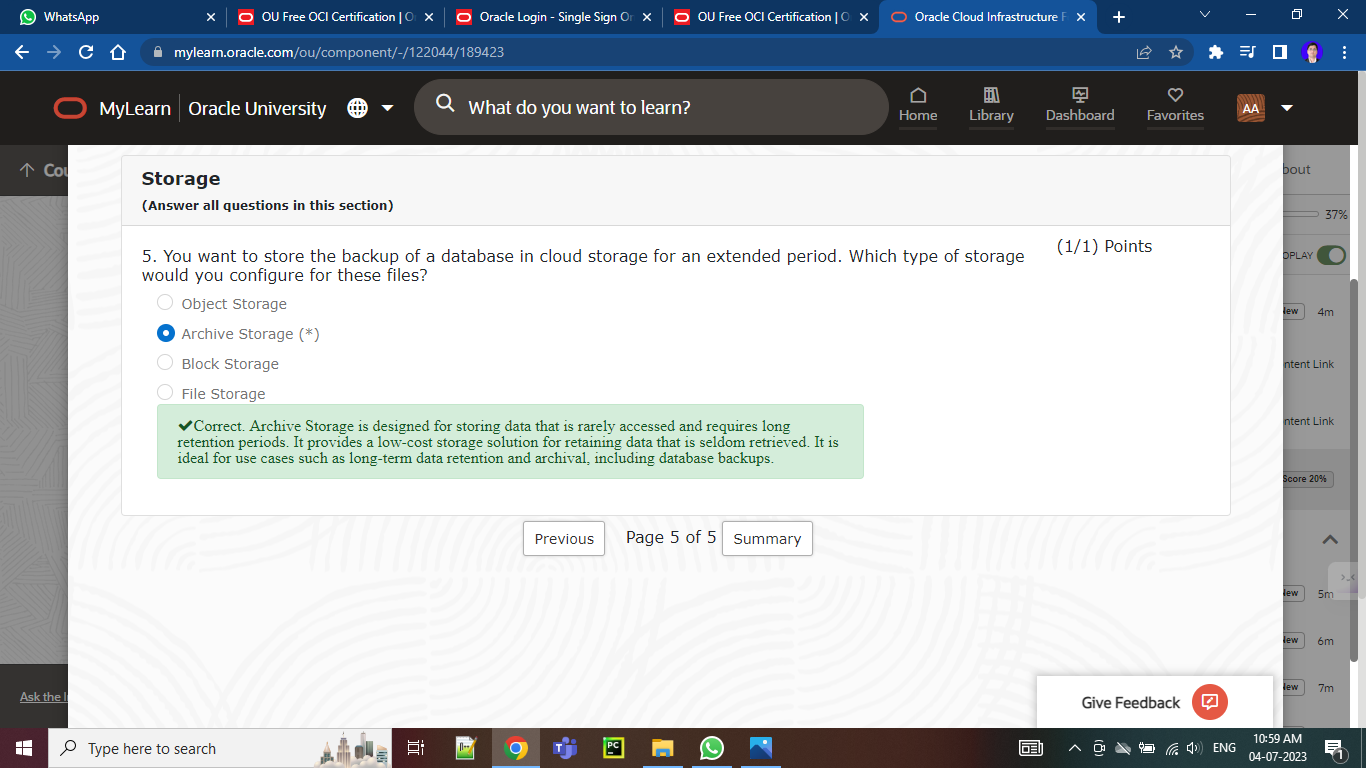 WhatsApp
OU Free OCI Certification | O
Oracle Login - Single Sign O
OU Free OCI Certification | O
Oracle Cloud Infrastructure F
mylearn.oracle.com/ou/component/-/122044/189423
MyLearn
Oracle University
What do you want to learn?
Home
Library
Dashboard
Favorites
AA
Cou
bout
Storage
(Answer all questions in this section)
37%
OPLAY
5. You want to store the backup of a database in cloud storage for an extended period. Which type of storage
would you configure for these files?
(1/1) Points
Object Storage
Archive Storage (*)
Block Storage
File Storage
iew
4m
ntent Link
ntent Link
✔Correct. Archive Storage is designed for storing data that is rarely accessed and requires long
retention periods. It provides a low-cost storage solution for retaining data that is seldom retrieved. It is
ideal for use cases such as long-term data retention and archival, including database backups.
Score 20%
Previous
Page 5 of 5
Summary
iew
5m
iew
6m
iew
7m
Ask the I
Give Feedback
Type here to search
PC
ENG
10:59 AM
04-07-2023
1